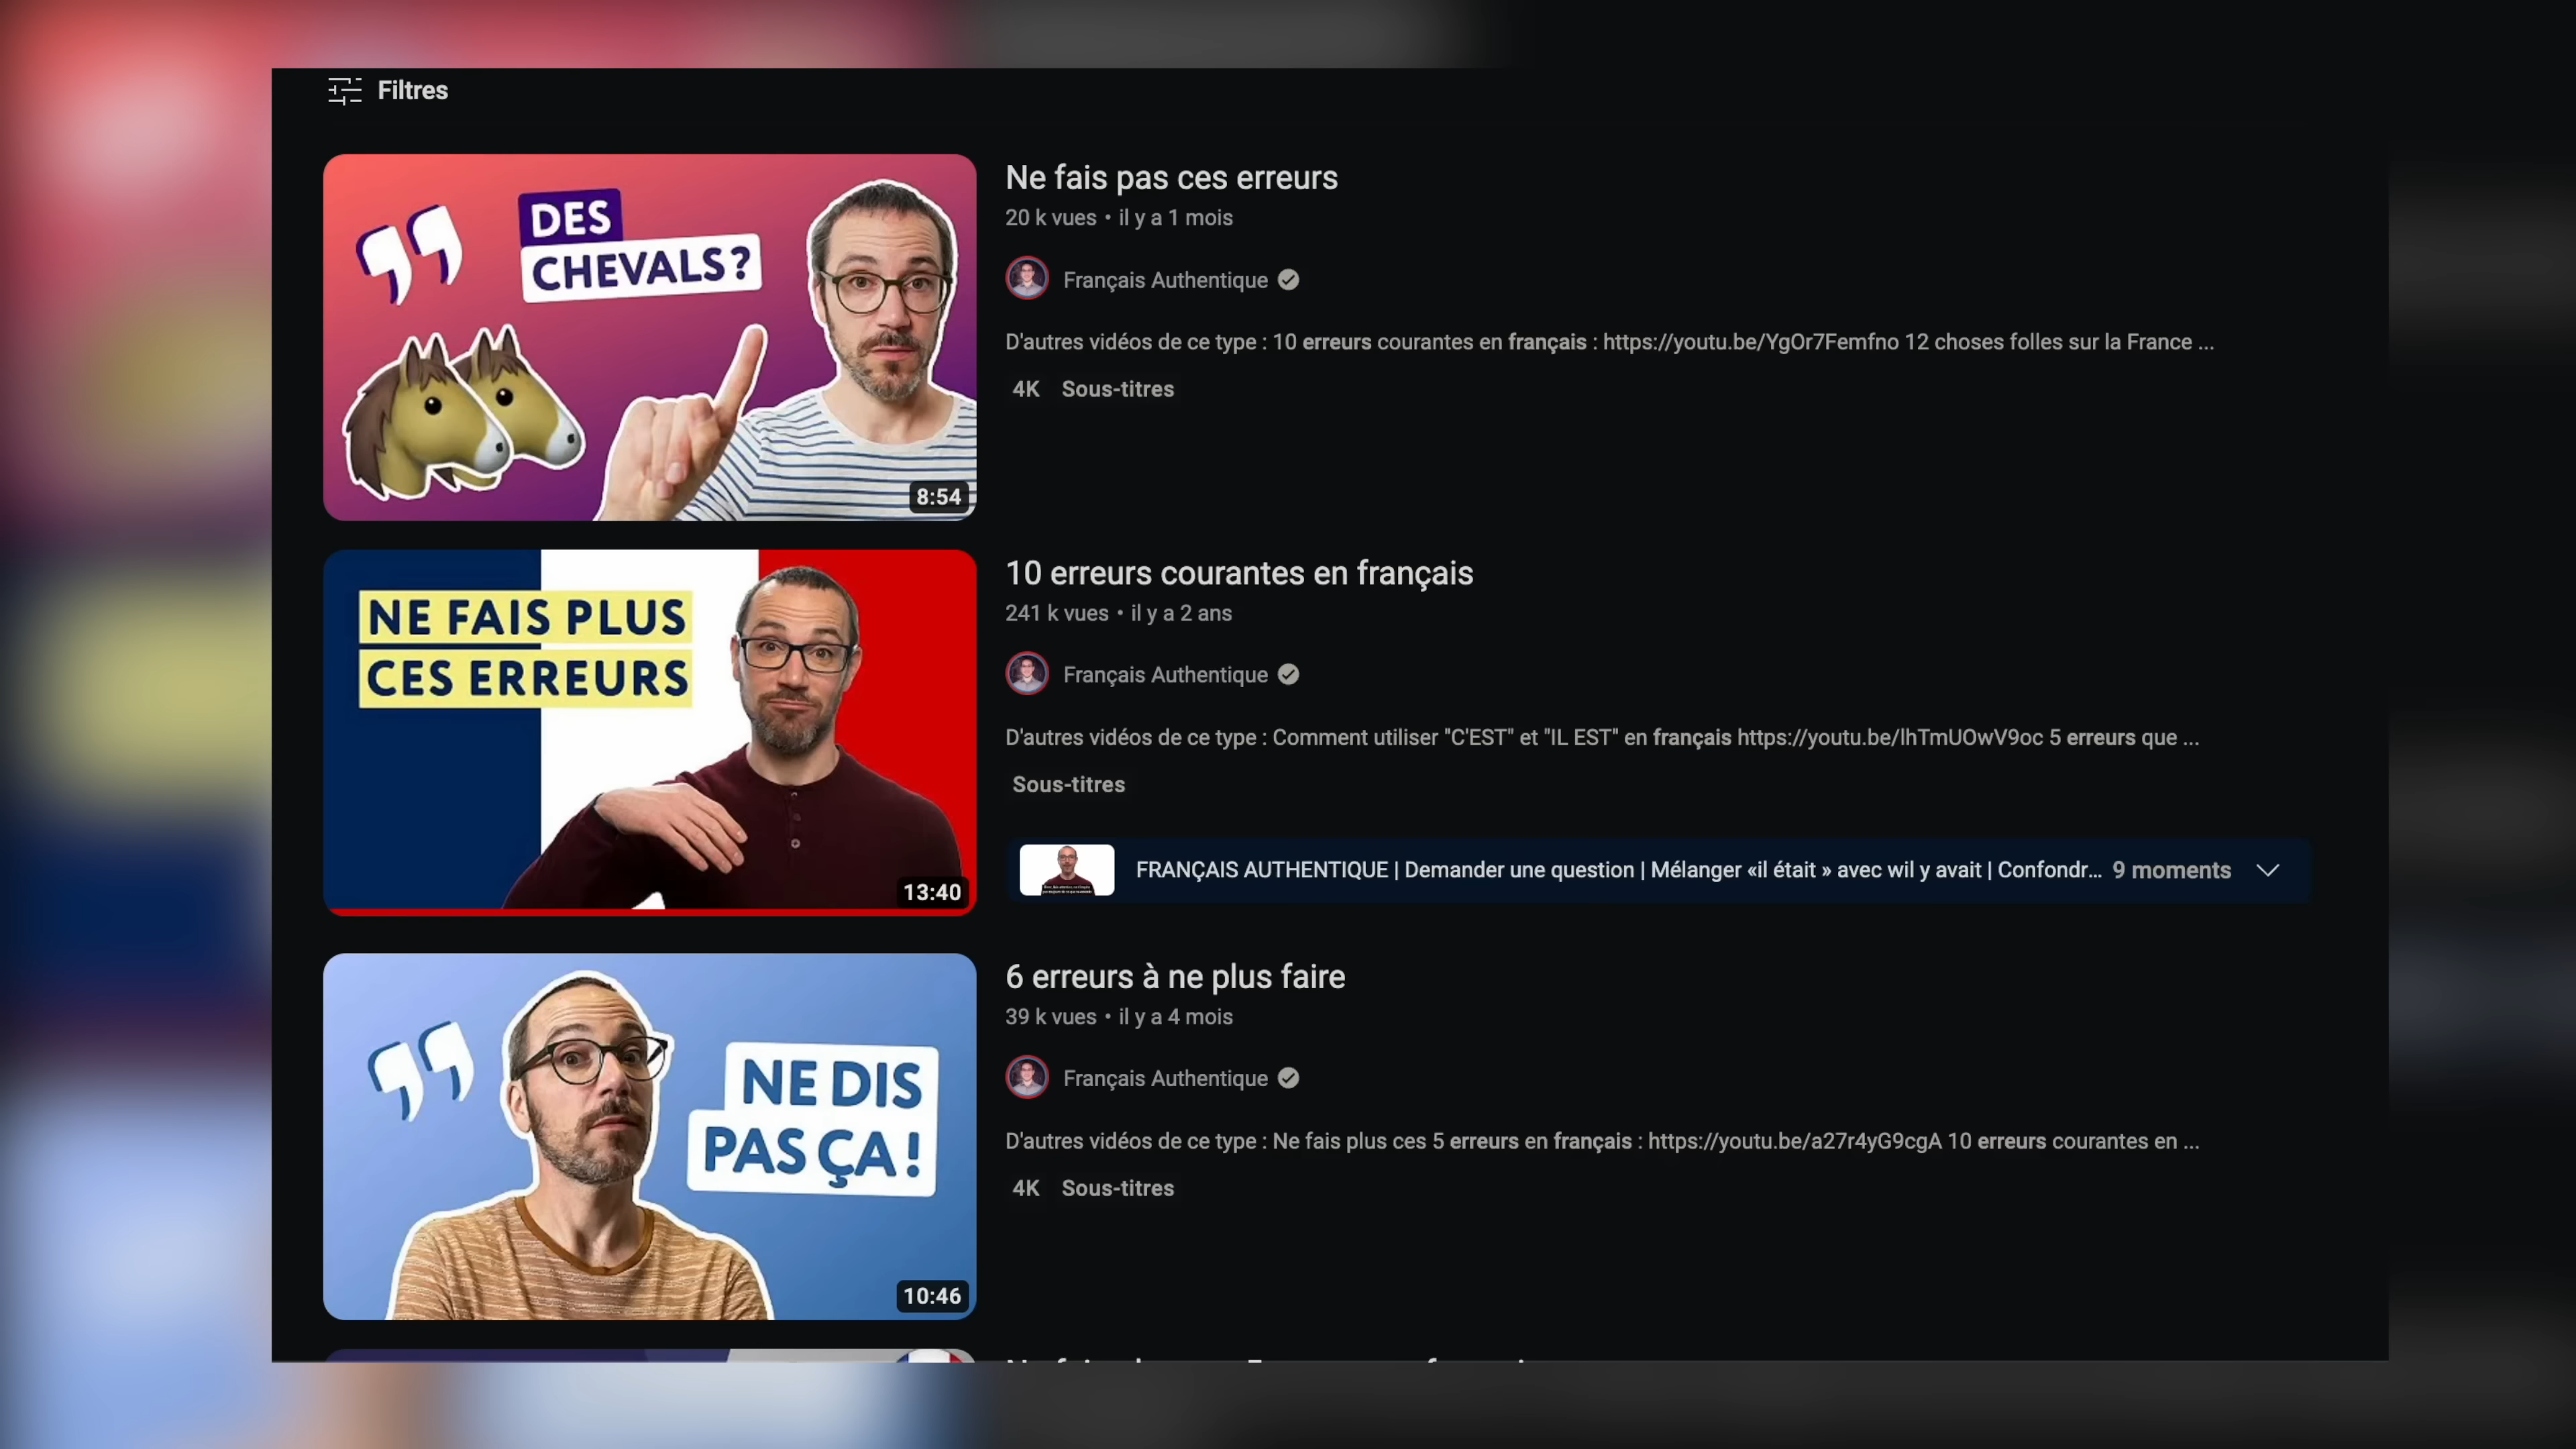 Filtres
DES
CHEVALS?
8:54
Ne fais pas ces erreurs
20 k vues • il y a 1 mois
Français Authentique
D'autres vidéos de ce type : 10 erreurs courantes en français : https://youtu.be/YgOr7Femfno 12 choses folles sur la France ...
4K Sous-titres
NE FAIS PLUS
CES ERREURS
13:40
10 erreurs courantes en français
241 k vues • il y a 2 ans
Français Authentique
D'autres vidéos de ce type : Comment utiliser "C'EST" et "IL EST" en français https://youtu.be/lhTmUOwV9oc 5 erreurs que ...
Sous-titres
FRANÇAIS AUTHENTIQUE | Demander une question | Mélanger «il était » avec wil y avait | Confondr... 9 moments
NE DIS
PAS ÇA !
10:46
6 erreurs à ne plus faire
39 k vues • il y a 4 mois
Français Authentique
D'autres vidéos de ce type : Ne fais plus ces 5 erreurs en français : https://youtu.be/a27r4yG9cgA 10 erreurs courantes en ...
4K Sous-titres